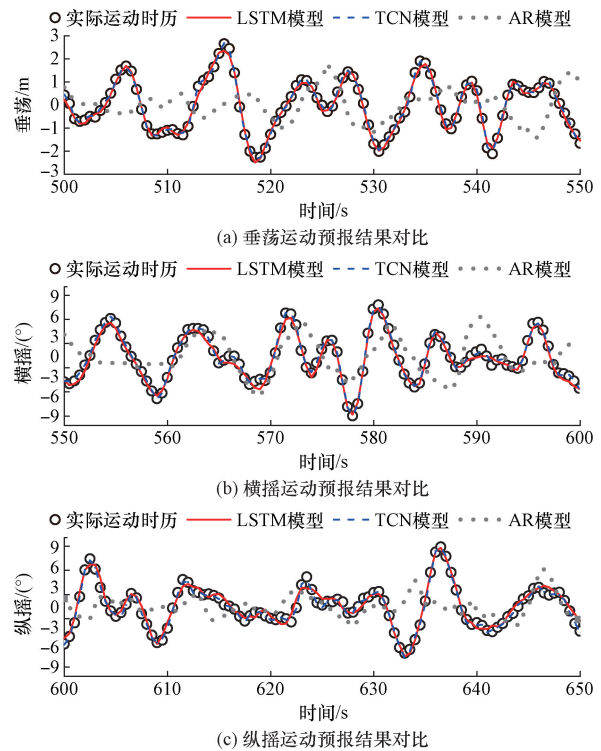 实际运动时历 LSTM模型 TCN模型 AR模型
3
2
1
0
-1
-2
-3
垂荡/m
500 510 520 530 540 550
时间/s
(a) 垂荡运动预报结果对比
实际运动时历 LSTM模型 TCN模型 AR模型
9
6
3
0
-3
-6
-9
横摇/(°)
550 560 570 580 590 600
时间/s
(b) 横摇运动预报结果对比
实际运动时历 LSTM模型 TCN模型 AR模型
9
6
3
0
-3
-6
-9
纵摇/(°)
600 610 620 630 640 650
时间/s
(c) 纵摇运动预报结果对比